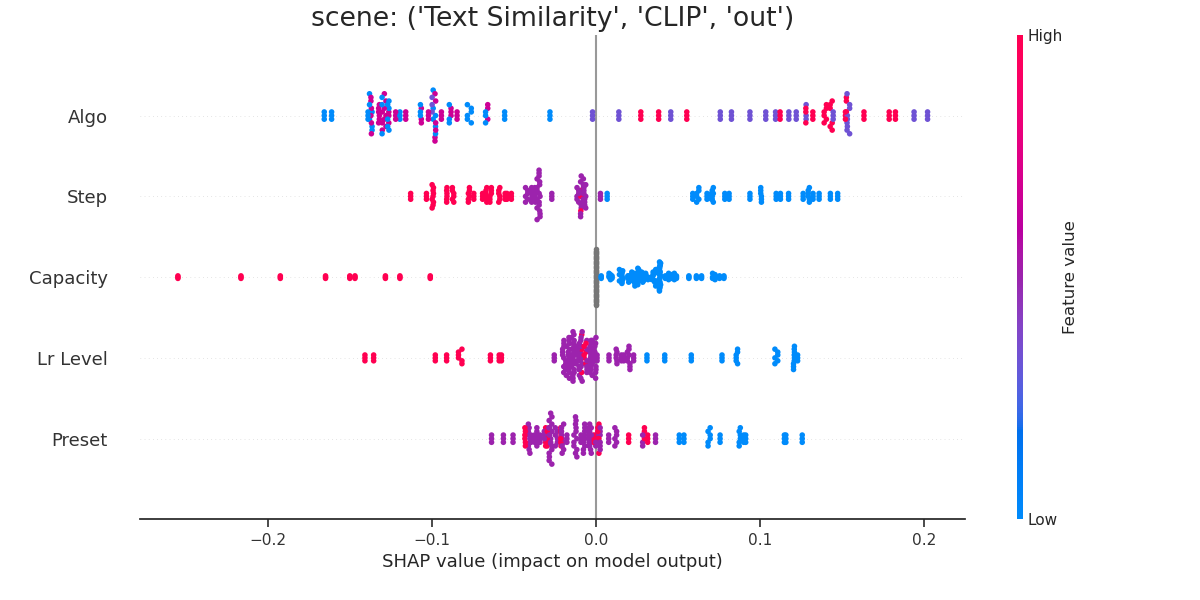 scene: ('Text Similarity', 'CLIP', 'out')
High
Algo
Step
Capacity
Lr Level
Preset
Feature value
Low
−0.2
−0.1
0.0
0.1
0.2
SHAP value (impact on model output)